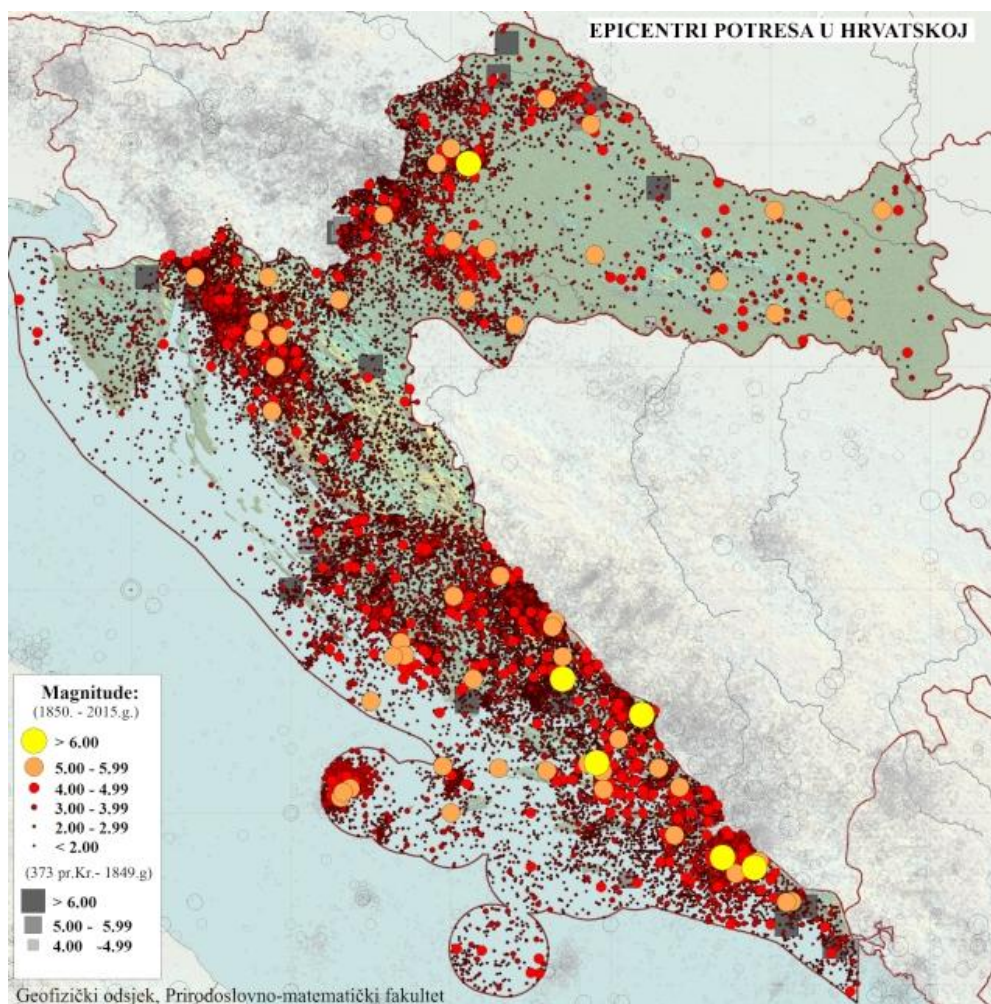 EPICENTRI POTRESA U HRVATSKOJ
Magnitude:
(1850. - 2015.g.)
> 6.00
5.00 - 5.99
4.00 - 4.99
3.00 - 3.99
2.00 - 2.99
< 2.00
(373 pr.Kr.- 1849.g)
> 6.00
5.00 - 5.99
4.00 -4.99
Geofizički odsjek, Prirodoslovno-matematički fakultet